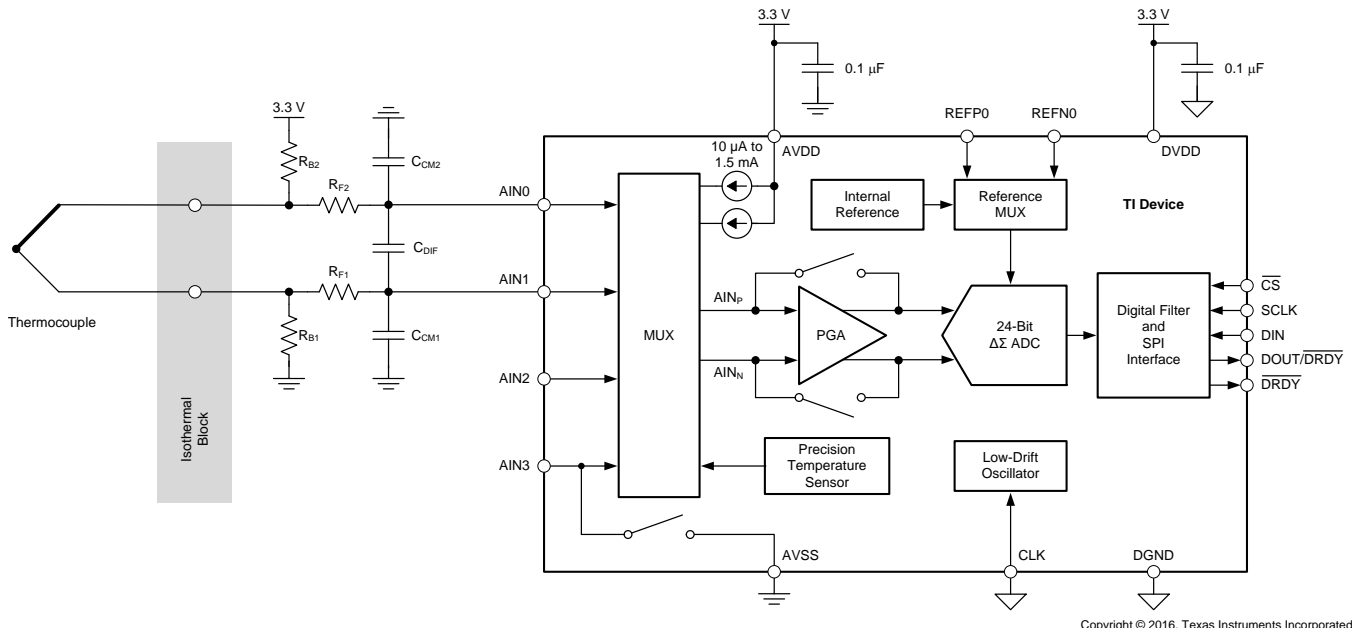 3.3 V
3.3 V
0.1 μF
0.1 μF
3.3 V
REFP0
REFN0
AVDD
DVDD
10 μA to
1.5 mA
RB2
RF2
CCM2
AIN0
Internal
Reference
Reference
MUX
TI Device
CDIF
RF1
AIN1
Thermocouple
RB1
CCM1
MUX
AINP
AINN
PGA
24-Bit
ΔΣ ADC
Digital Filter
and
SPI
Interface
CS
SCLK
DIN
DOUT/DRDY
DRDY
AIN2
Isothermal
Block
AIN3
Precision
Temperature
Sensor
Low-Drift
Oscillator
AVSS
CLK
DGND
Copyright © 2016, Texas Instruments Incorporated